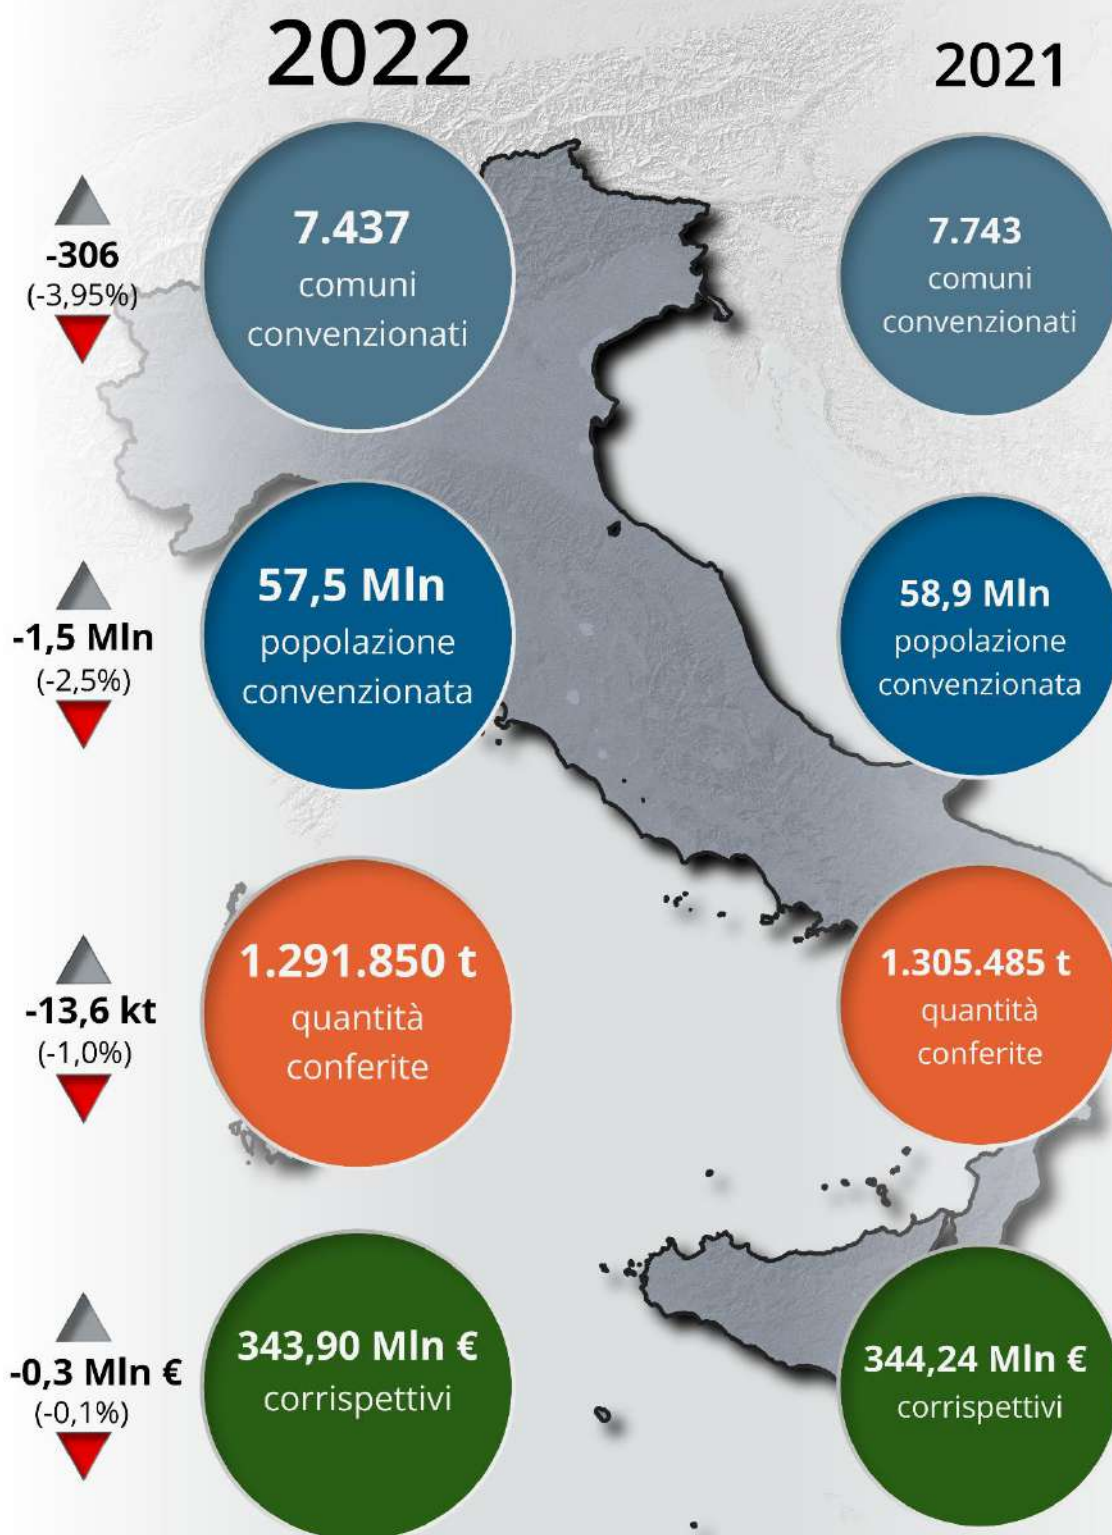 2022
2021
-306
(-3,95%)
7.437
comuni
convenzionati
7.743
comuni
convenzionati
-1,5 Mln
(-2,5%)
57,5 Mln
popolazione
convenzionata
58,9 Mln
popolazione
convenzionata
-13,6 kt
(-1,0%)
1.291.850 t
quantità
conferite
1.305.485 t
quantità
conferite
-0,3 Mln €
(-0,1%)
343,90 Mln €
corrispettivi
344,24 Mln €
corrispettivi